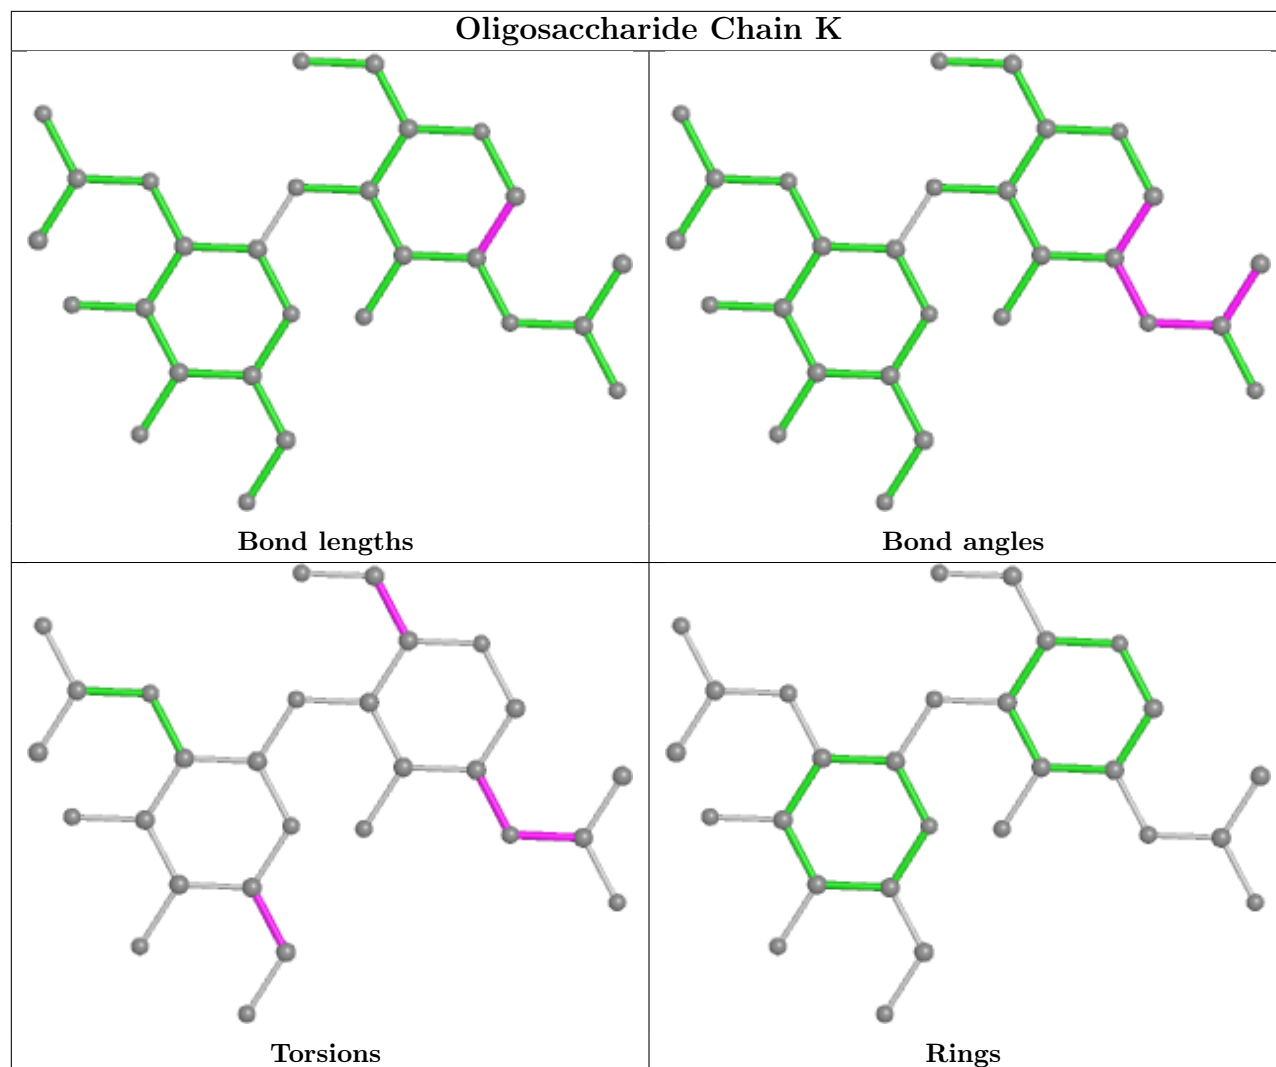 Oligosaccharide Chain K
Bond lengths
Bond angles
Torsions
Rings